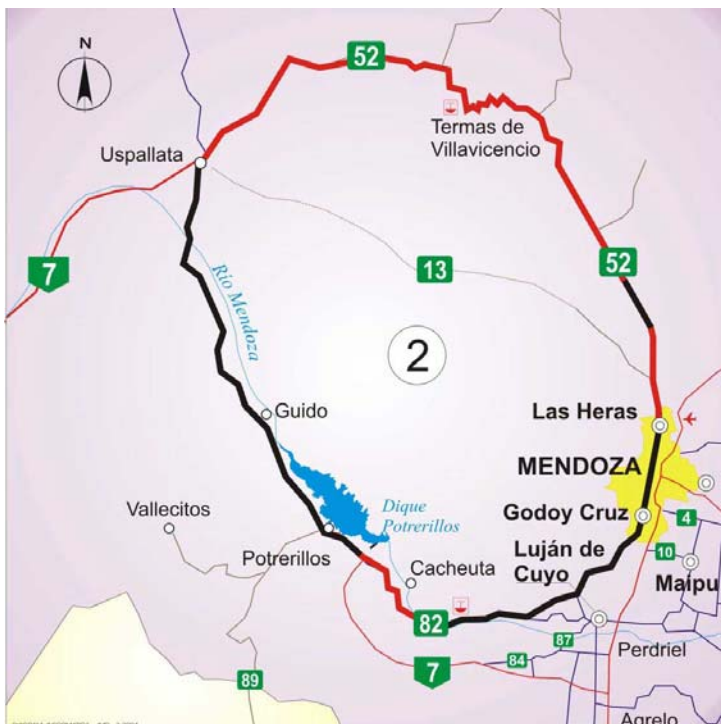 N
52
Termas de
Villavicencio
Uspallata
7
13
52
Río Mendoza
2
Guido
Las Heras
MENDOZA
Vallecitos
Dique
Potrerillos
Godoy Cruz
4
Potrerillos
Luján de
Cuyo
10
Cacheuta
Maipu
82
87
Perdriel
84
7
89
Agrelo